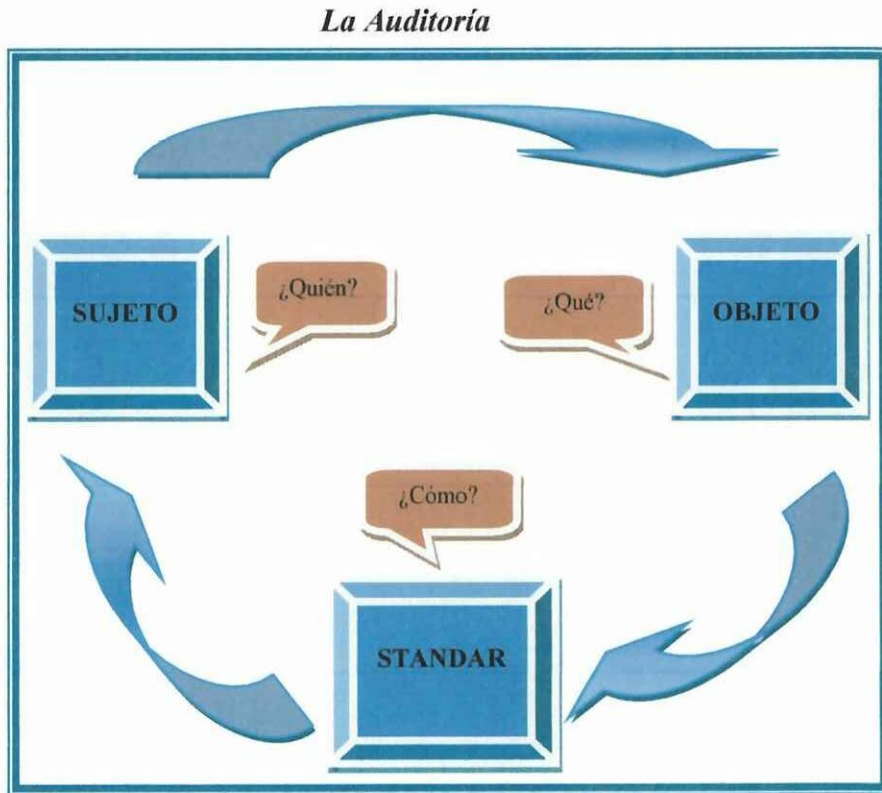 La Auditoría
¿Quién?
SUJETO
¿Qué?
OBJETO
¿Cómo?
STANDAR